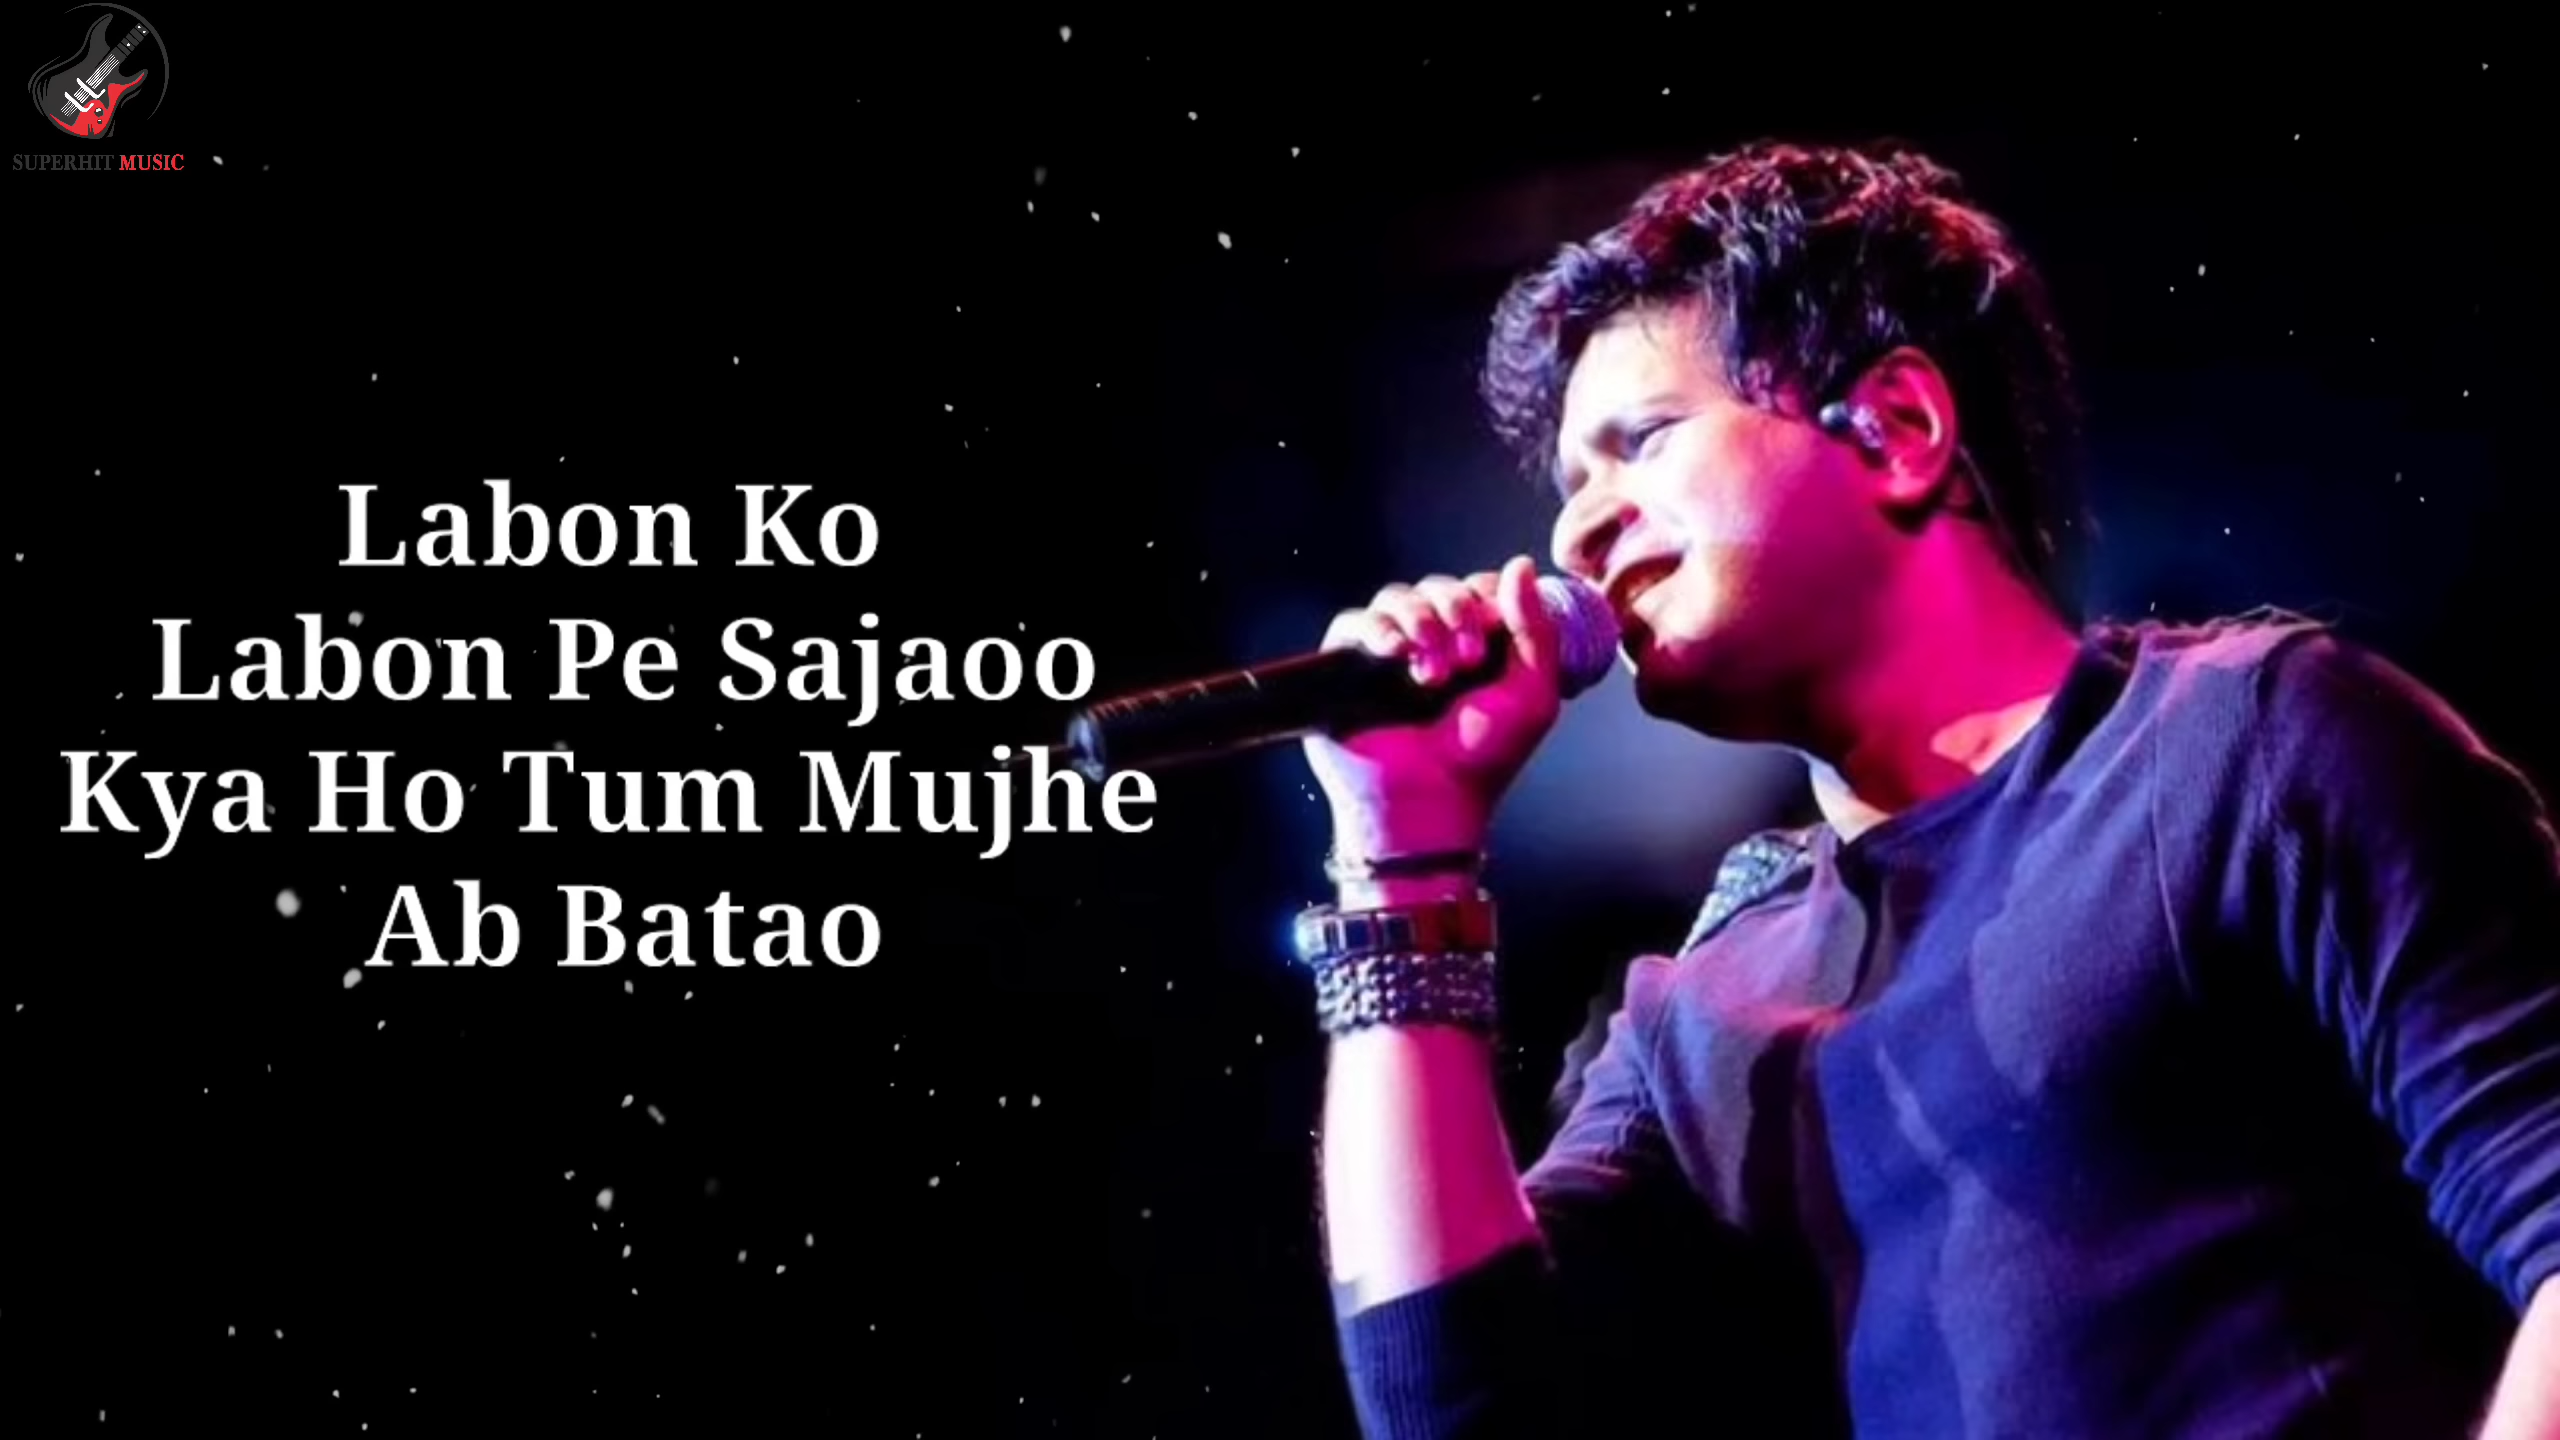 SUPERHIT MUSIC
Labon Ko
Labon Pe Sajaoo
Kya Ho Tum Mujhe
Ab Batao